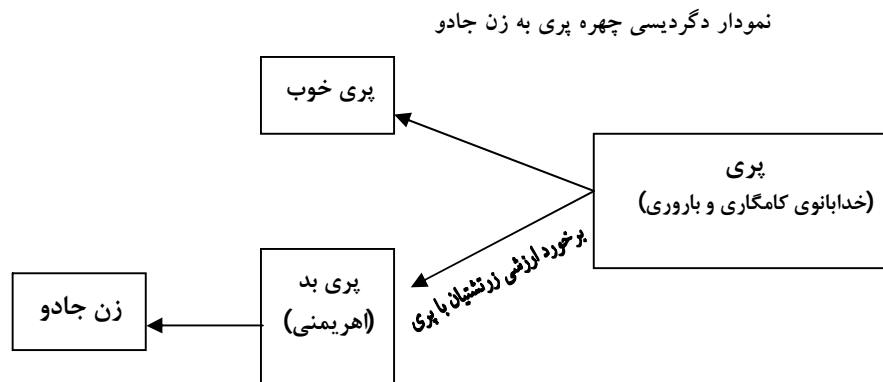 نمودار دگردیسی چهره پری به زن جادو
پری خوب
پری
(خدابانوی کامگاری و باروری)
برخورد ارزشی زرتشتیان با پری
پری بد
(اهریمنی)
زن جادو